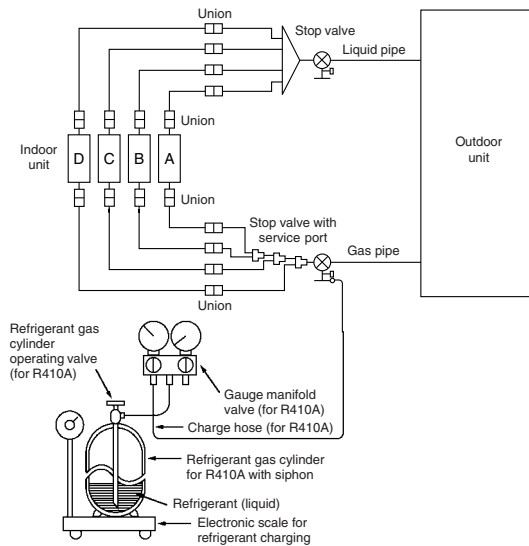 Union
Stop valve
Liquid pipe
Union
Indoor
unit
D
C
B
A
Outdoor
unit
Union
Stop valve with
service port
Gas pipe
Union
Refrigerant gas
cylinder
operating valve
(for R410A)
Gauge manifold
valve (for R410A)
Charge hose (for R410A)
Refrigerant gas cylinder
for R410A with siphon
Refrigerant (liquid)
Electronic scale for
refrigerant charging